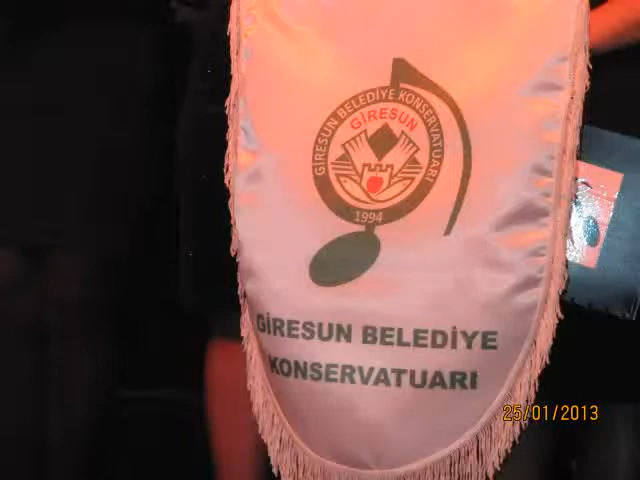 GİRESUN BELEDİYE KONSERVATUARI
GİRESUN
1994
GİRESUN BELEDİYE
KONSERVATUARI
25/01/2013